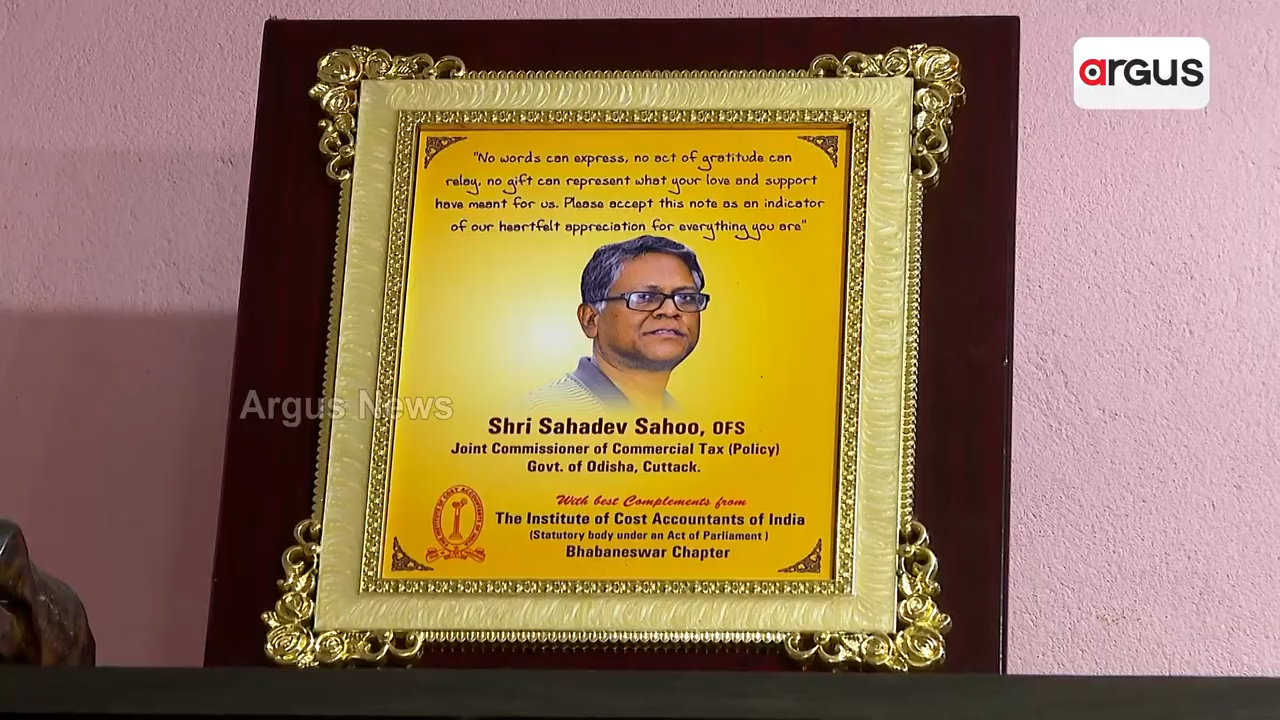 argus
"No words can express, no act of gratitude can
relay, no gift can represent what your love and support
have meant for us. Please accept this note as an indicator
of our heartfelt appreciation for everything you are"
Argus News
Shri Sahadev Sahoo, OFS
Joint Commissioner of Commercial Tax (Policy)
Govt. of Odisha, Cuttack.
With best Complements from
The Institute of Cost Accountants of India
(Statutory body under an Act of Parliament )
Bhabaneswar Chapter